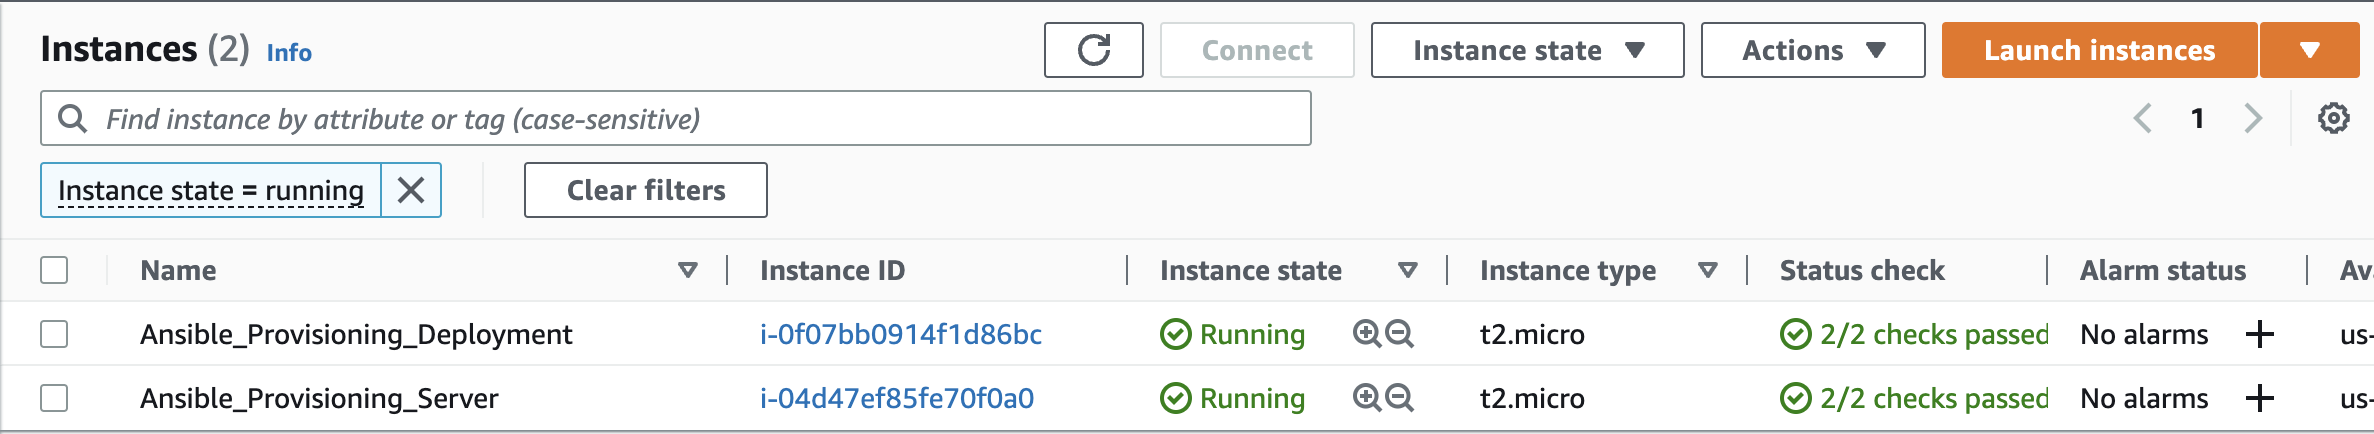 Instances (2) Info Connect Instance state Actions Launch instances
Find instance by attribute or tag (case-sensitive) 1
Instance state = running Clear filters
Name Instance ID Instance state Instance type Status check Alarm status
Ansible_Provisioning_Deployment i-0f07bb0914f1d86bc Running t2.micro 2/2 checks passed No alarms + us-
Ansible_Provisioning_Server i-04d47ef85fe70f0a0 Running t2.micro 2/2 checks passed No alarms + us-